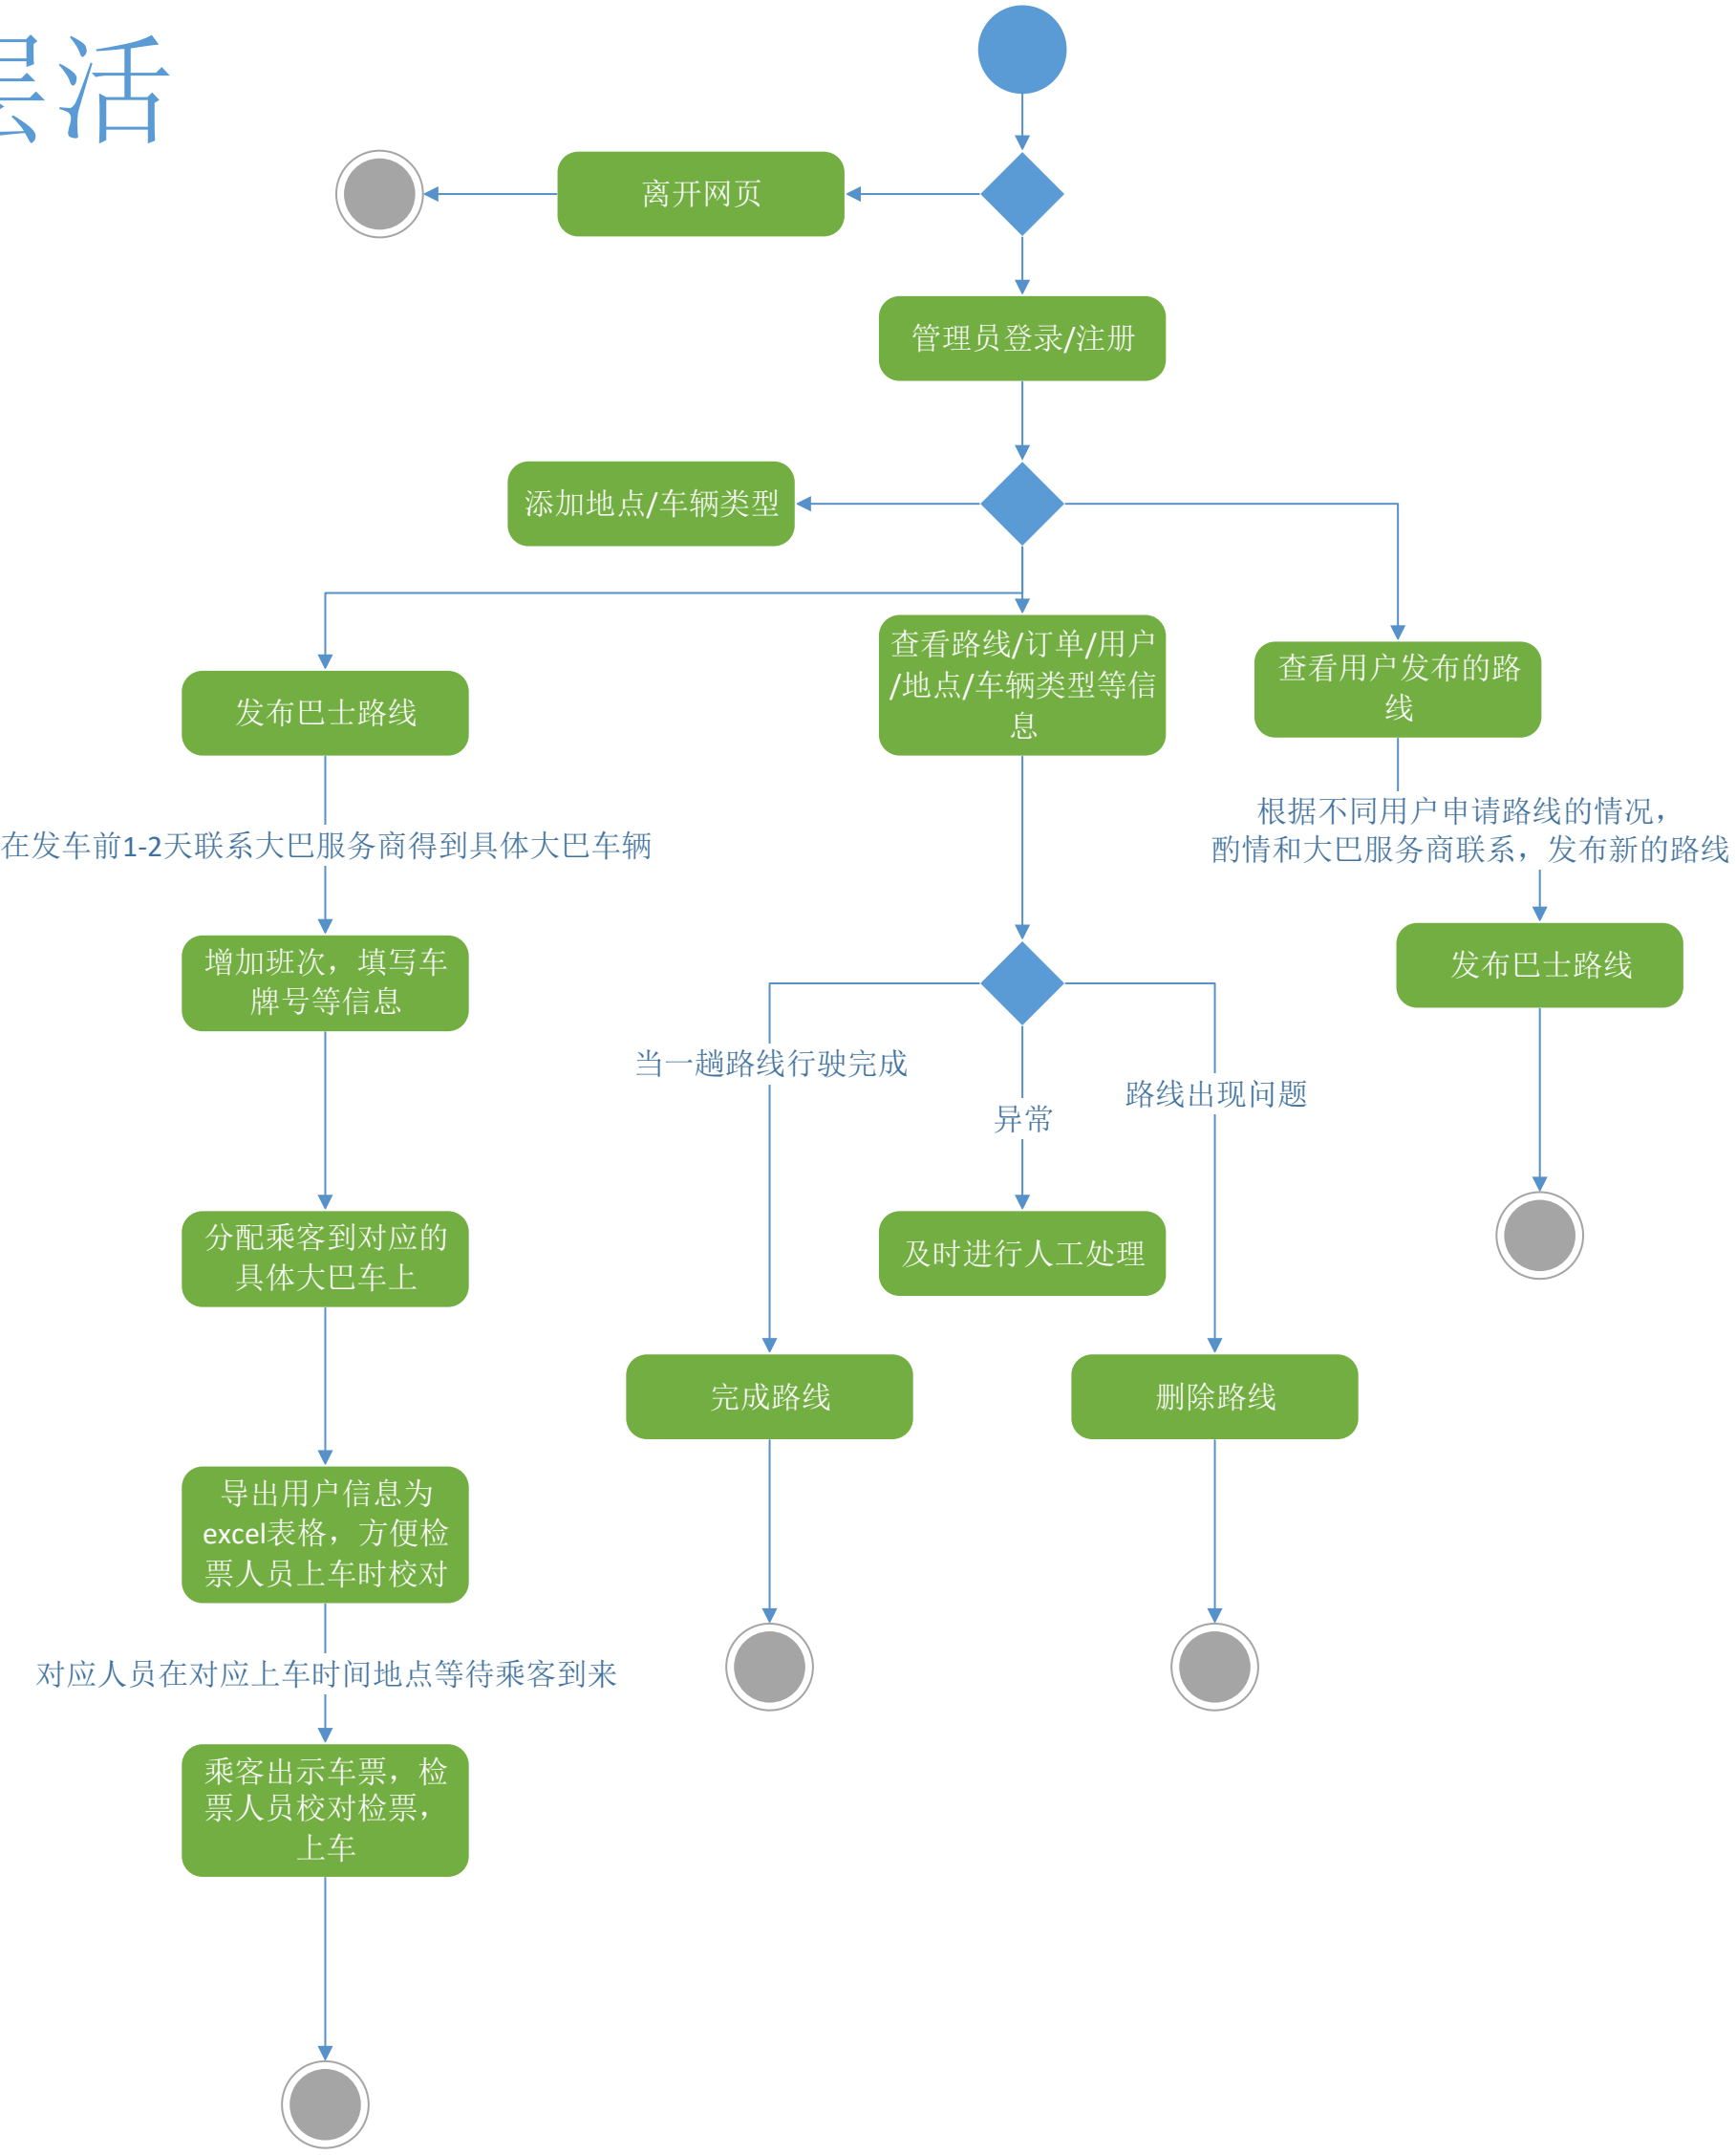 层活
离开网页
管理员登录/注册
添加地点/车辆类型
查看路线/订单/用户
/地点/车辆类型等信
息
查看用户发布的路
线
发布巴士路线
根据不同用户申请路线的情况，
酌情和大巴服务商联系，发布新的路线
在发车前1-2天联系大巴服务商得到具体大巴车辆
发布巴士路线
增加班次，填写车
牌号等信息
当一趟路线行驶完成
异常
路线出现问题
分配乘客到对应的
具体大巴车上
及时进行人工处理
完成路线
删除路线
导出用户信息为
excel表格，方便检
票人员上车时校对
对应人员在对应上车时间地点等待乘客到来
乘客出示车票，检
票人员校对检票，
上车